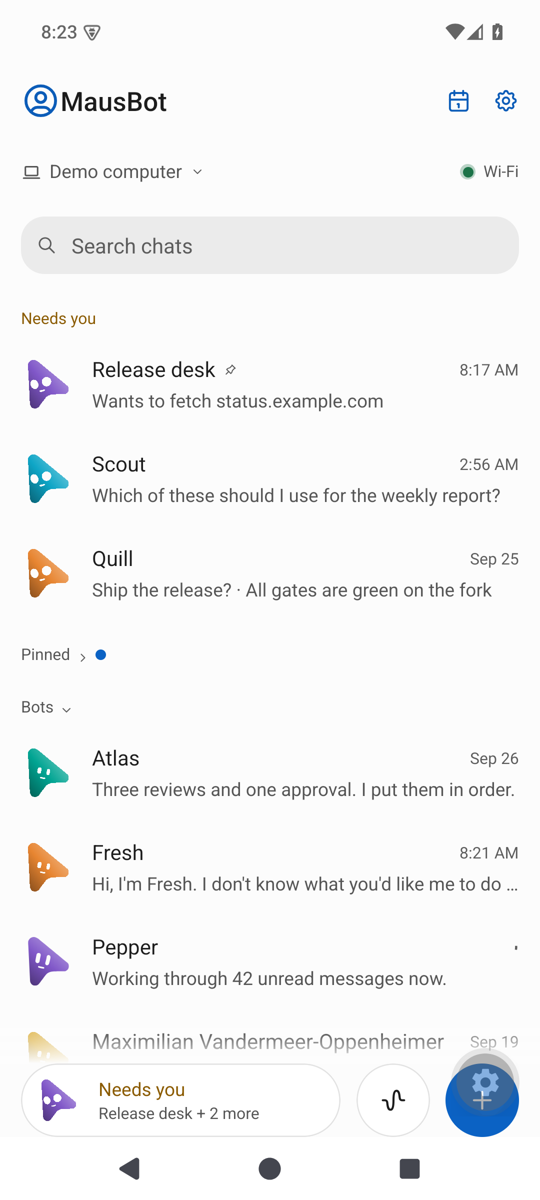 8:23
MausBot
Demo computer
Wi-Fi
Search chats
Needs you
Release desk
8:17 AM
Wants to fetch status.example.com
Scout
2:56 AM
Which of these should I use for the weekly report?
Quill
Sep 25
Ship the release? · All gates are green on the fork
Pinned
Bots
Atlas
Sep 26
Three reviews and one approval. I put them in order.
Fresh
8:21 AM
Hi, I'm Fresh. I don't know what you'd like me to do …
Pepper
Working through 42 unread messages now.
Maximilian Vandermeer-Oppenheimer
Sep 19
Needs you
Release desk + 2 more